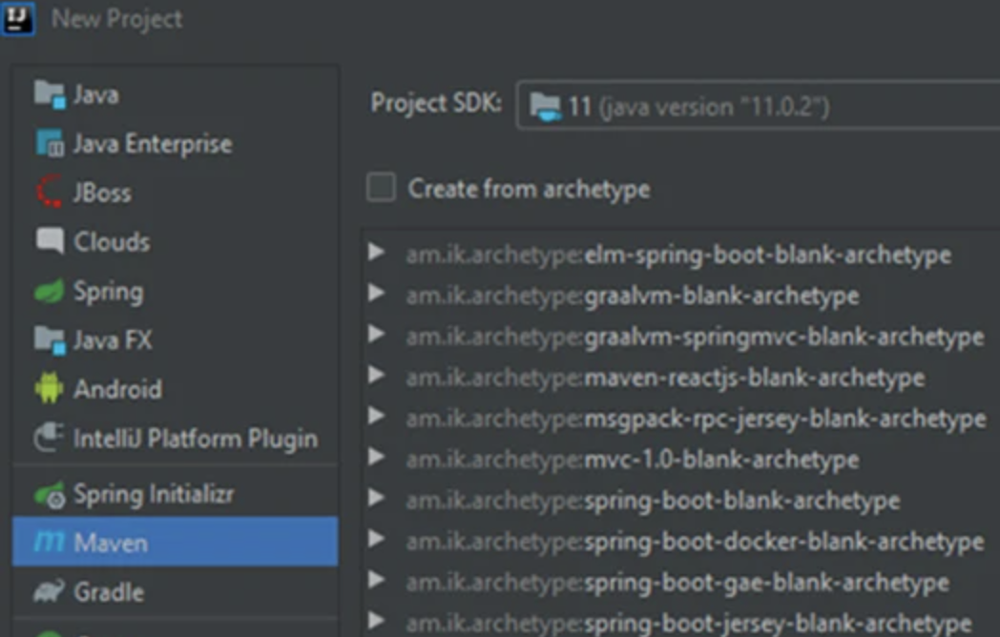 New Project
Java
Java Enterprise
JBoss
Clouds
Spring
Java FX
Android
IntelliJ Platform Plugin
Spring Initializr
Maven
Gradle
Project SDK: 11 (java version "11.0.2")
Create from archetype
am.ik.archetype:elm-spring-boot-blank-archetype
am.ik.archetype:graalvm-blank-archetype
am.ik.archetype:graalvm-springmvc-blank-archetype
am.ik.archetype:maven-reactjs-blank-archetype
am.ik.archetype:msgpack-rpc-jersey-blank-archetype
am.ik.archetype:mvc-1.0-blank-archetype
am.ik.archetype:spring-boot-blank-archetype
am.ik.archetype:spring-boot-docker-blank-archetype
am.ik.archetype:spring-boot-gae-blank-archetype
am.ik.archetype:spring-boot-jersey-blank-archetype